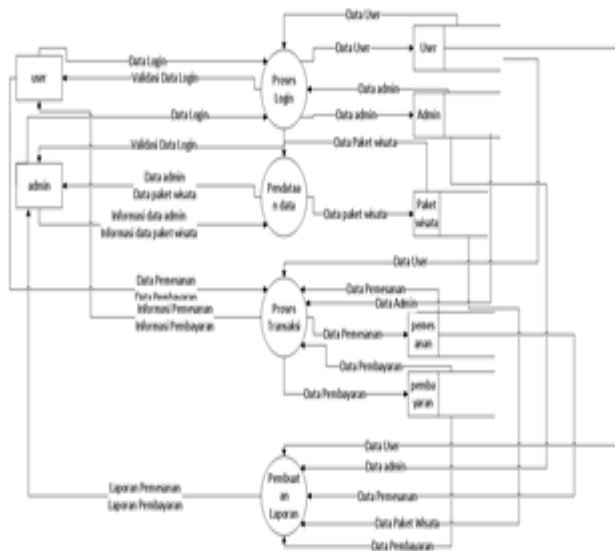 Data User
Data User
User
Data Login
Validasi Data Login
user
Proses
Login
Data admin
Data Login
Data admin
Admin
Validasi Data Login
Data Paket wisata
admin
Data admin
Data paket wisata
Pendataa
n data
Data paket wisata
Paket
wisata
Informasi data admin
Informasi data paket wisata
Data User
Data Pemesanan
Data Pembayaran
Data Pemesanan
Data Admin
Informasi Pemesanan
Informasi Pembayaran
Proses
Transaksi
Data Pemesanan
pemes
anan
Data Pembayaran
Data Pembayaran
pemba
yaran
Data User
Data admin
Laporan Pemesanan
Laporan Pembayaran
Pembuat
an
Laporan
Data Pemesanan
Data Paket Wisata
Data Pembayaran